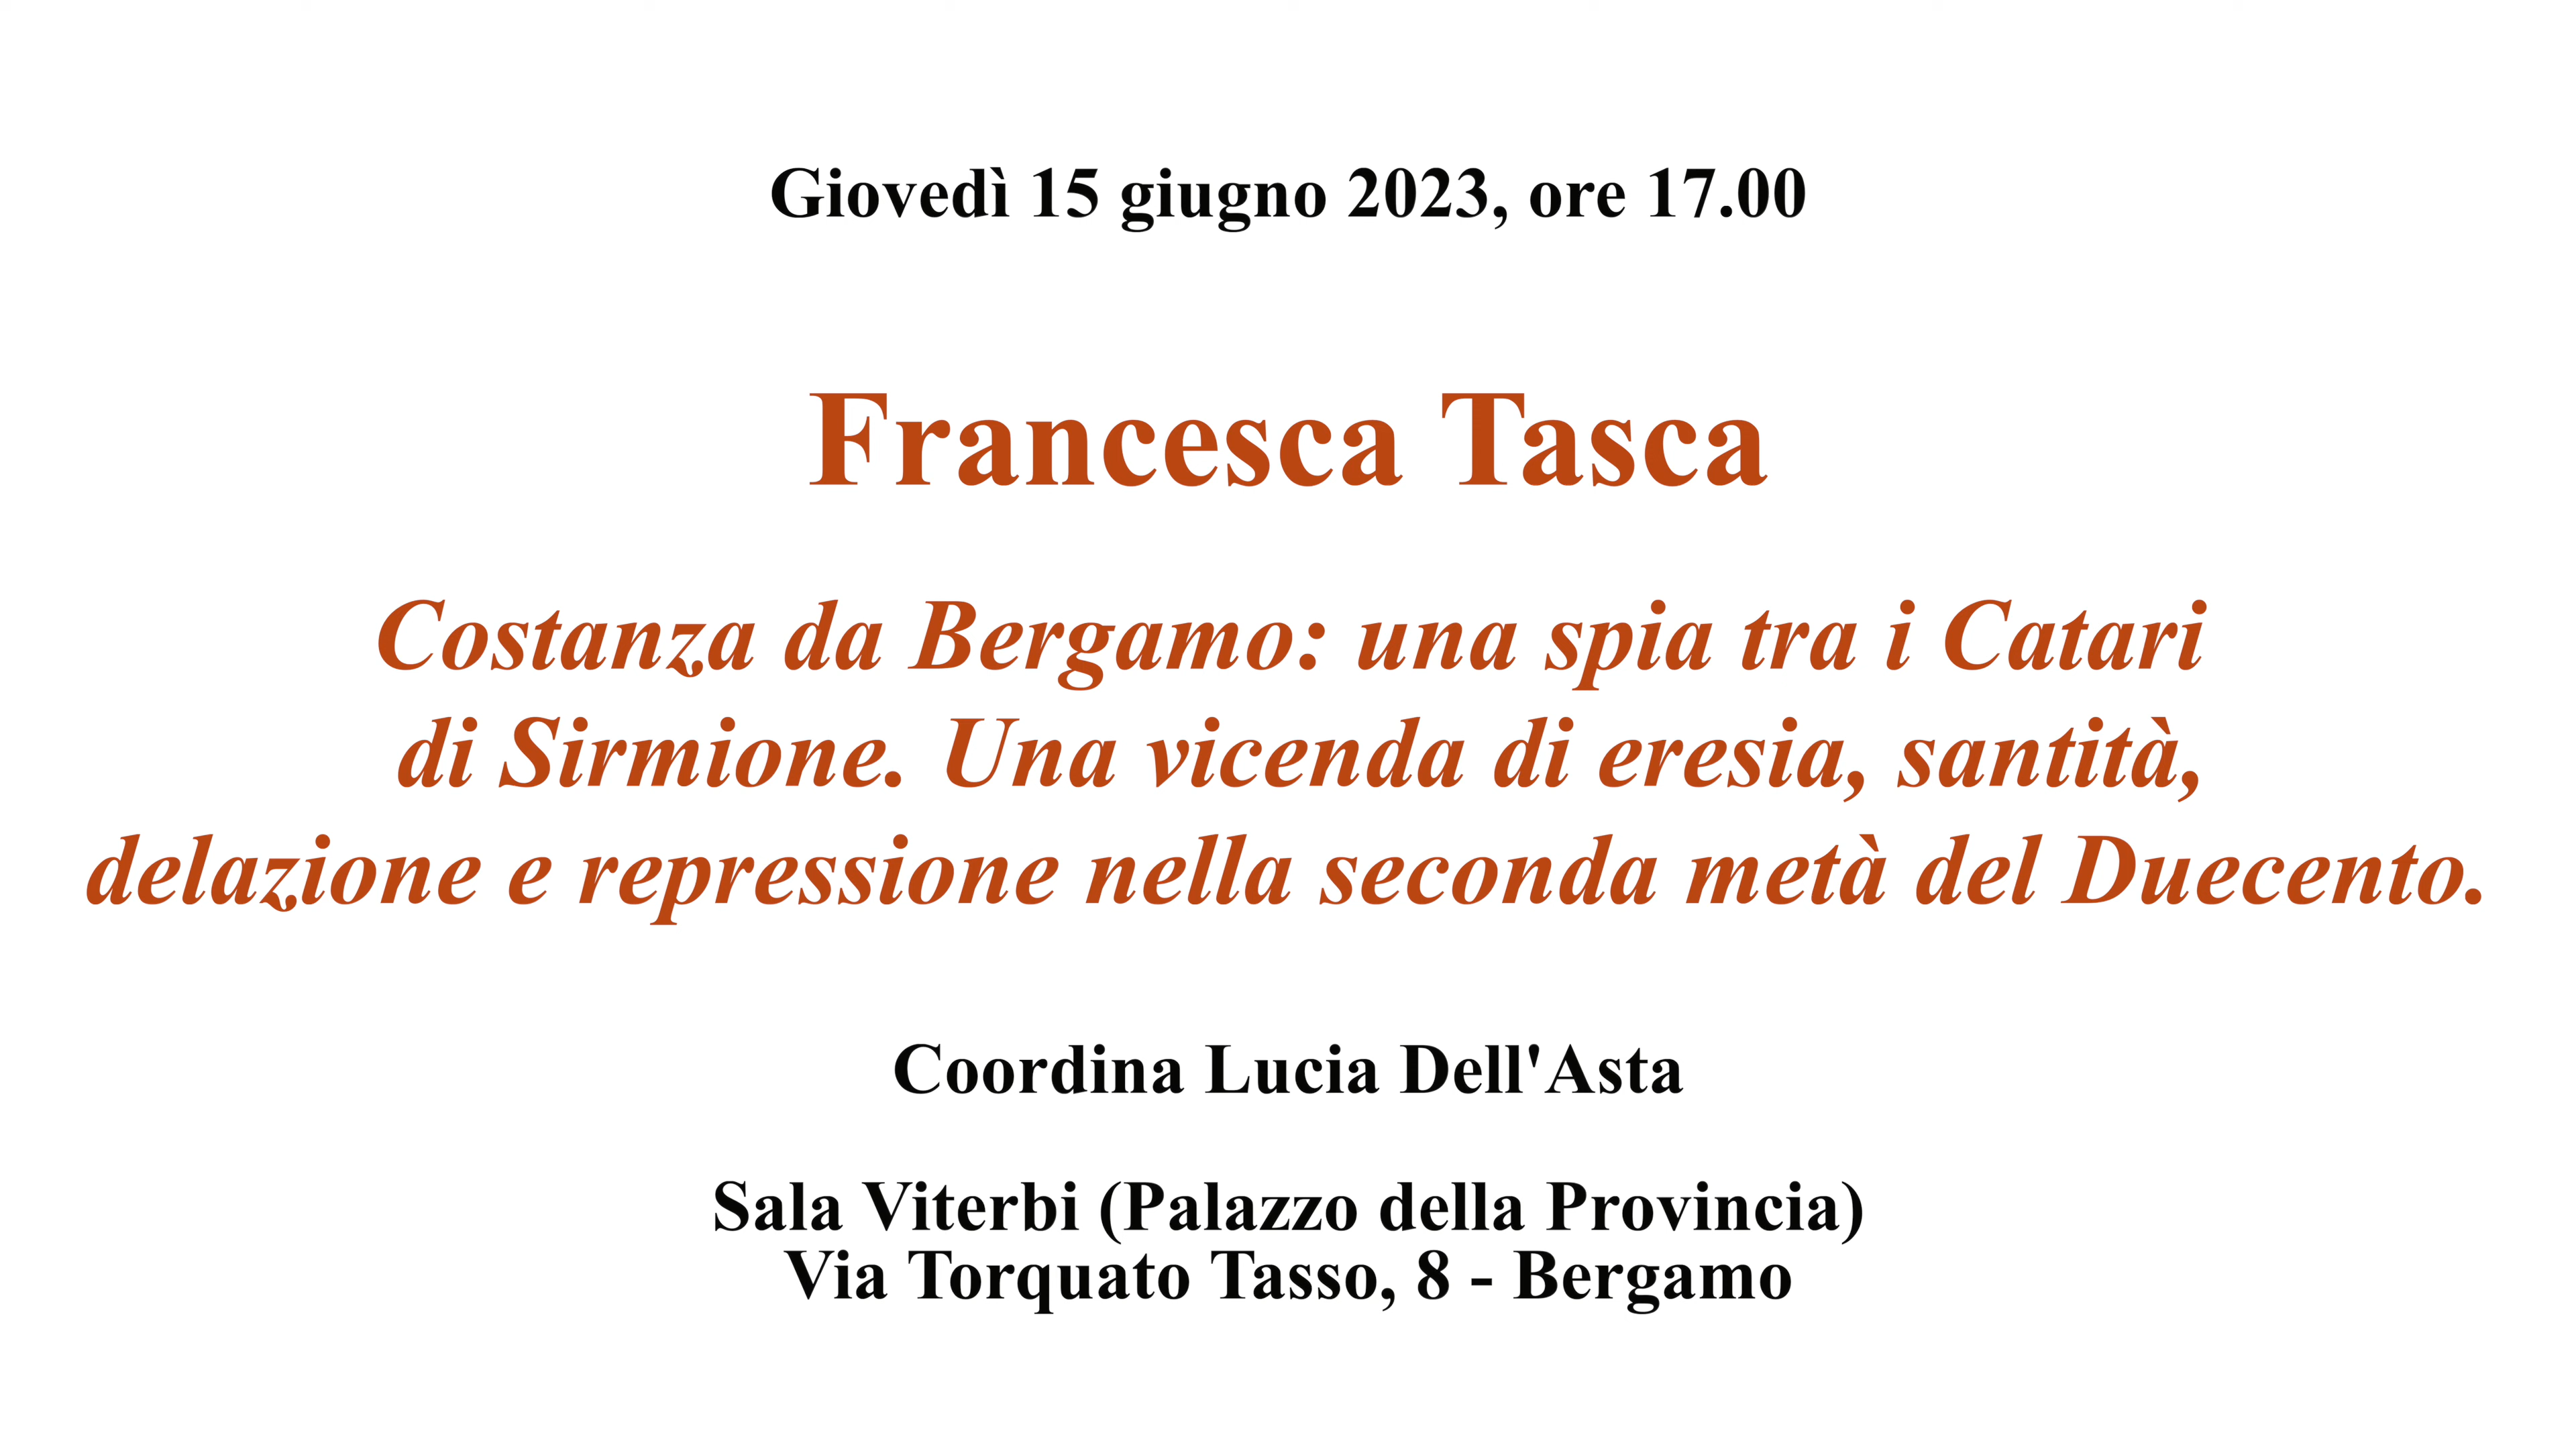 Giovedì 15 giugno 2023, ore 17.00
Francesca Tasca
Costanza da Bergamo: una spia tra i Catari
di Sirmione. Una vicenda di eresia, santità,
delazione e repressione nella seconda metà del Duecento.
Coordina Lucia Dell'Asta
Sala Viterbi (Palazzo della Provincia)
Via Torquato Tasso, 8 - Bergamo